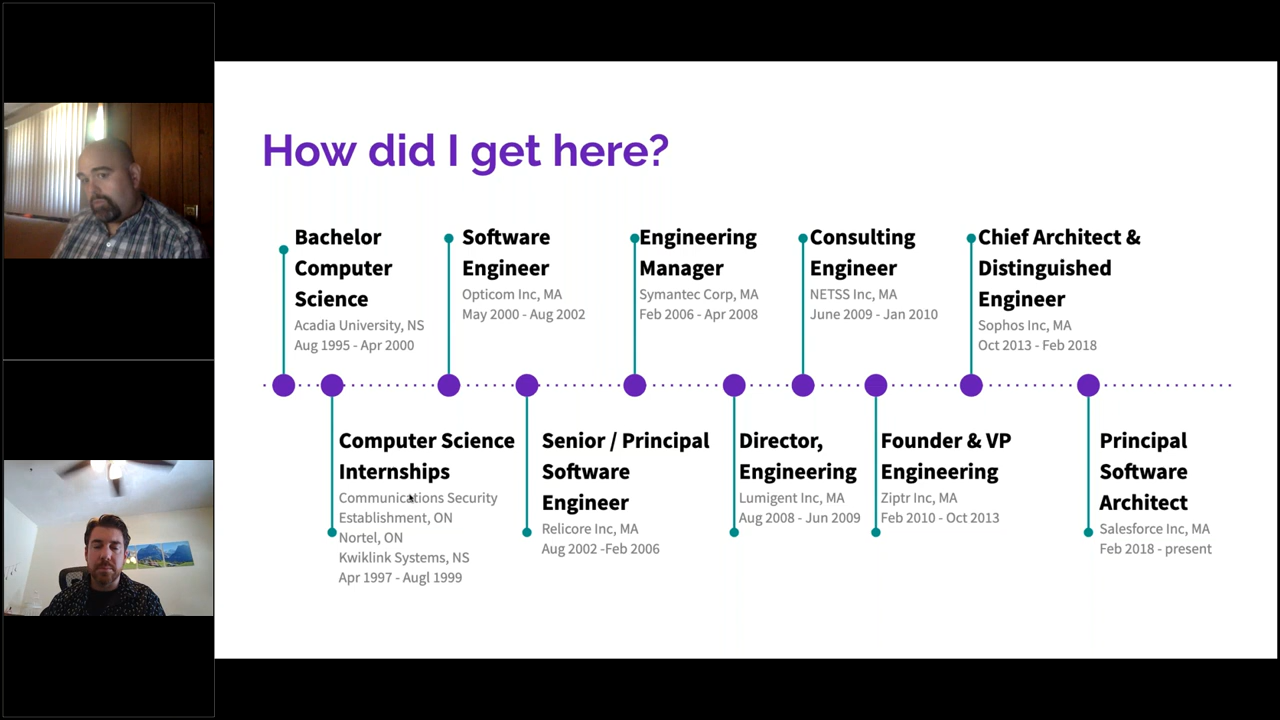 How did I get here?
Bachelor
Computer
Science
Acadia University, NS
Aug 1995 - Apr 2000
Software
Engineer
Opticom Inc, MA
May 2000 - Aug 2002
Engineering
Manager
Symantec Corp, MA
Feb 2006 - Apr 2008
Consulting
Engineer
NETSS Inc, MA
June 2009 - Jan 2010
Chief Architect &
Distinguished
Engineer
Sophos Inc, MA
Oct 2013 - Feb 2018
Computer Science
Internships
Communications Security
Establishment, ON
Nortel, ON
Kwiklink Systems, NS
Apr 1997 - Augl 1999
Senior / Principal
Software
Engineer
Relicore Inc, MA
Aug 2002 -Feb 2006
Director,
Engineering
Lumigent Inc, MA
Aug 2008 - Jun 2009
Founder & VP
Engineering
Ziptr Inc, MA
Feb 2010 - Oct 2013
Principal
Software
Architect
Salesforce Inc, MA
Feb 2018 - present